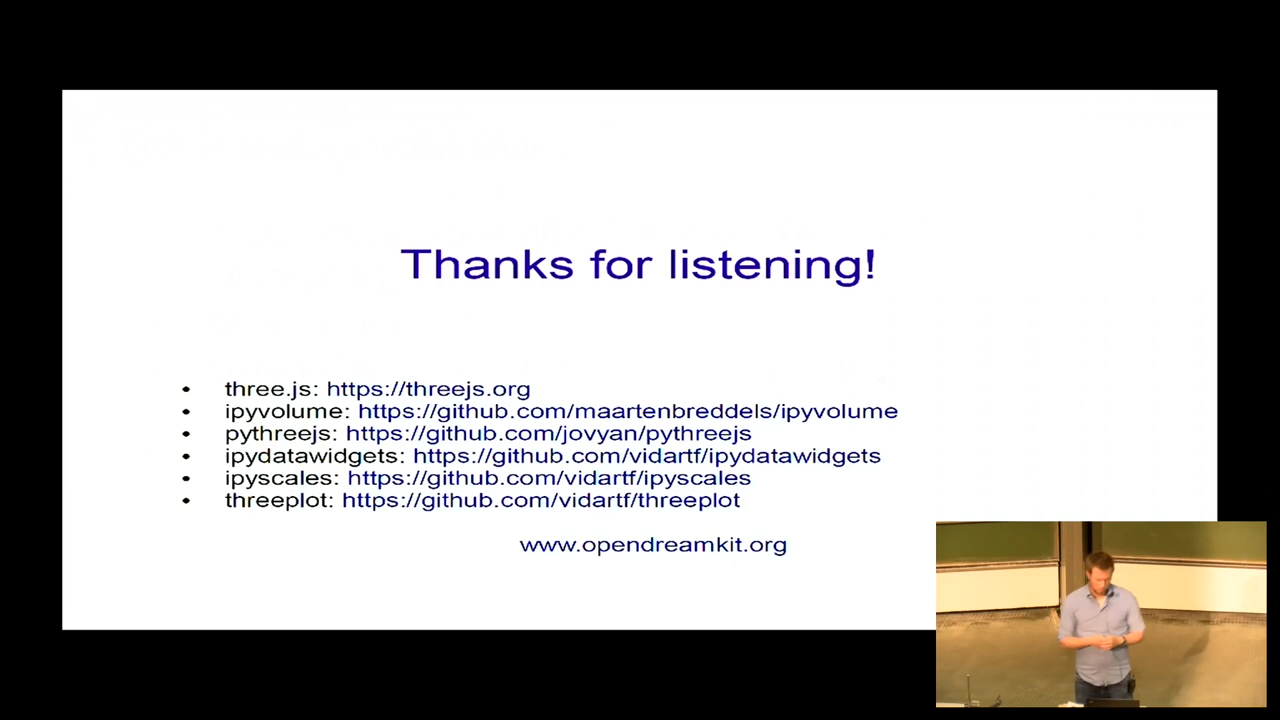 Thanks for listening!
• three.js: https://threejs.org
• ipyvolume: https://github.com/maartenbreddels/ipyvolume
• pythreejs: https://github.com/jovyan/pythreejs
• ipydatawidgets: https://github.com/vidartf/ipydatawidgets
• ipyscales: https://github.com/vidartf/ipyscales
• threeplot: https://github.com/vidartf/threeplot
www.opendreamkit.org